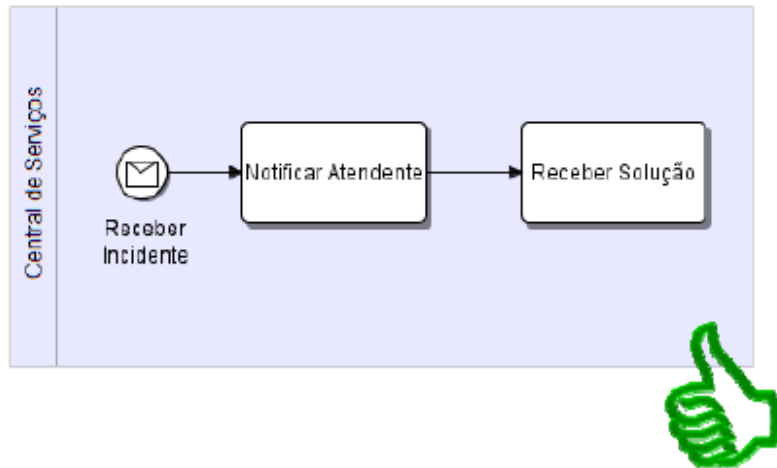 Central de Serviços
Notificar Atendente
Receber Solução
Receber
Incidente